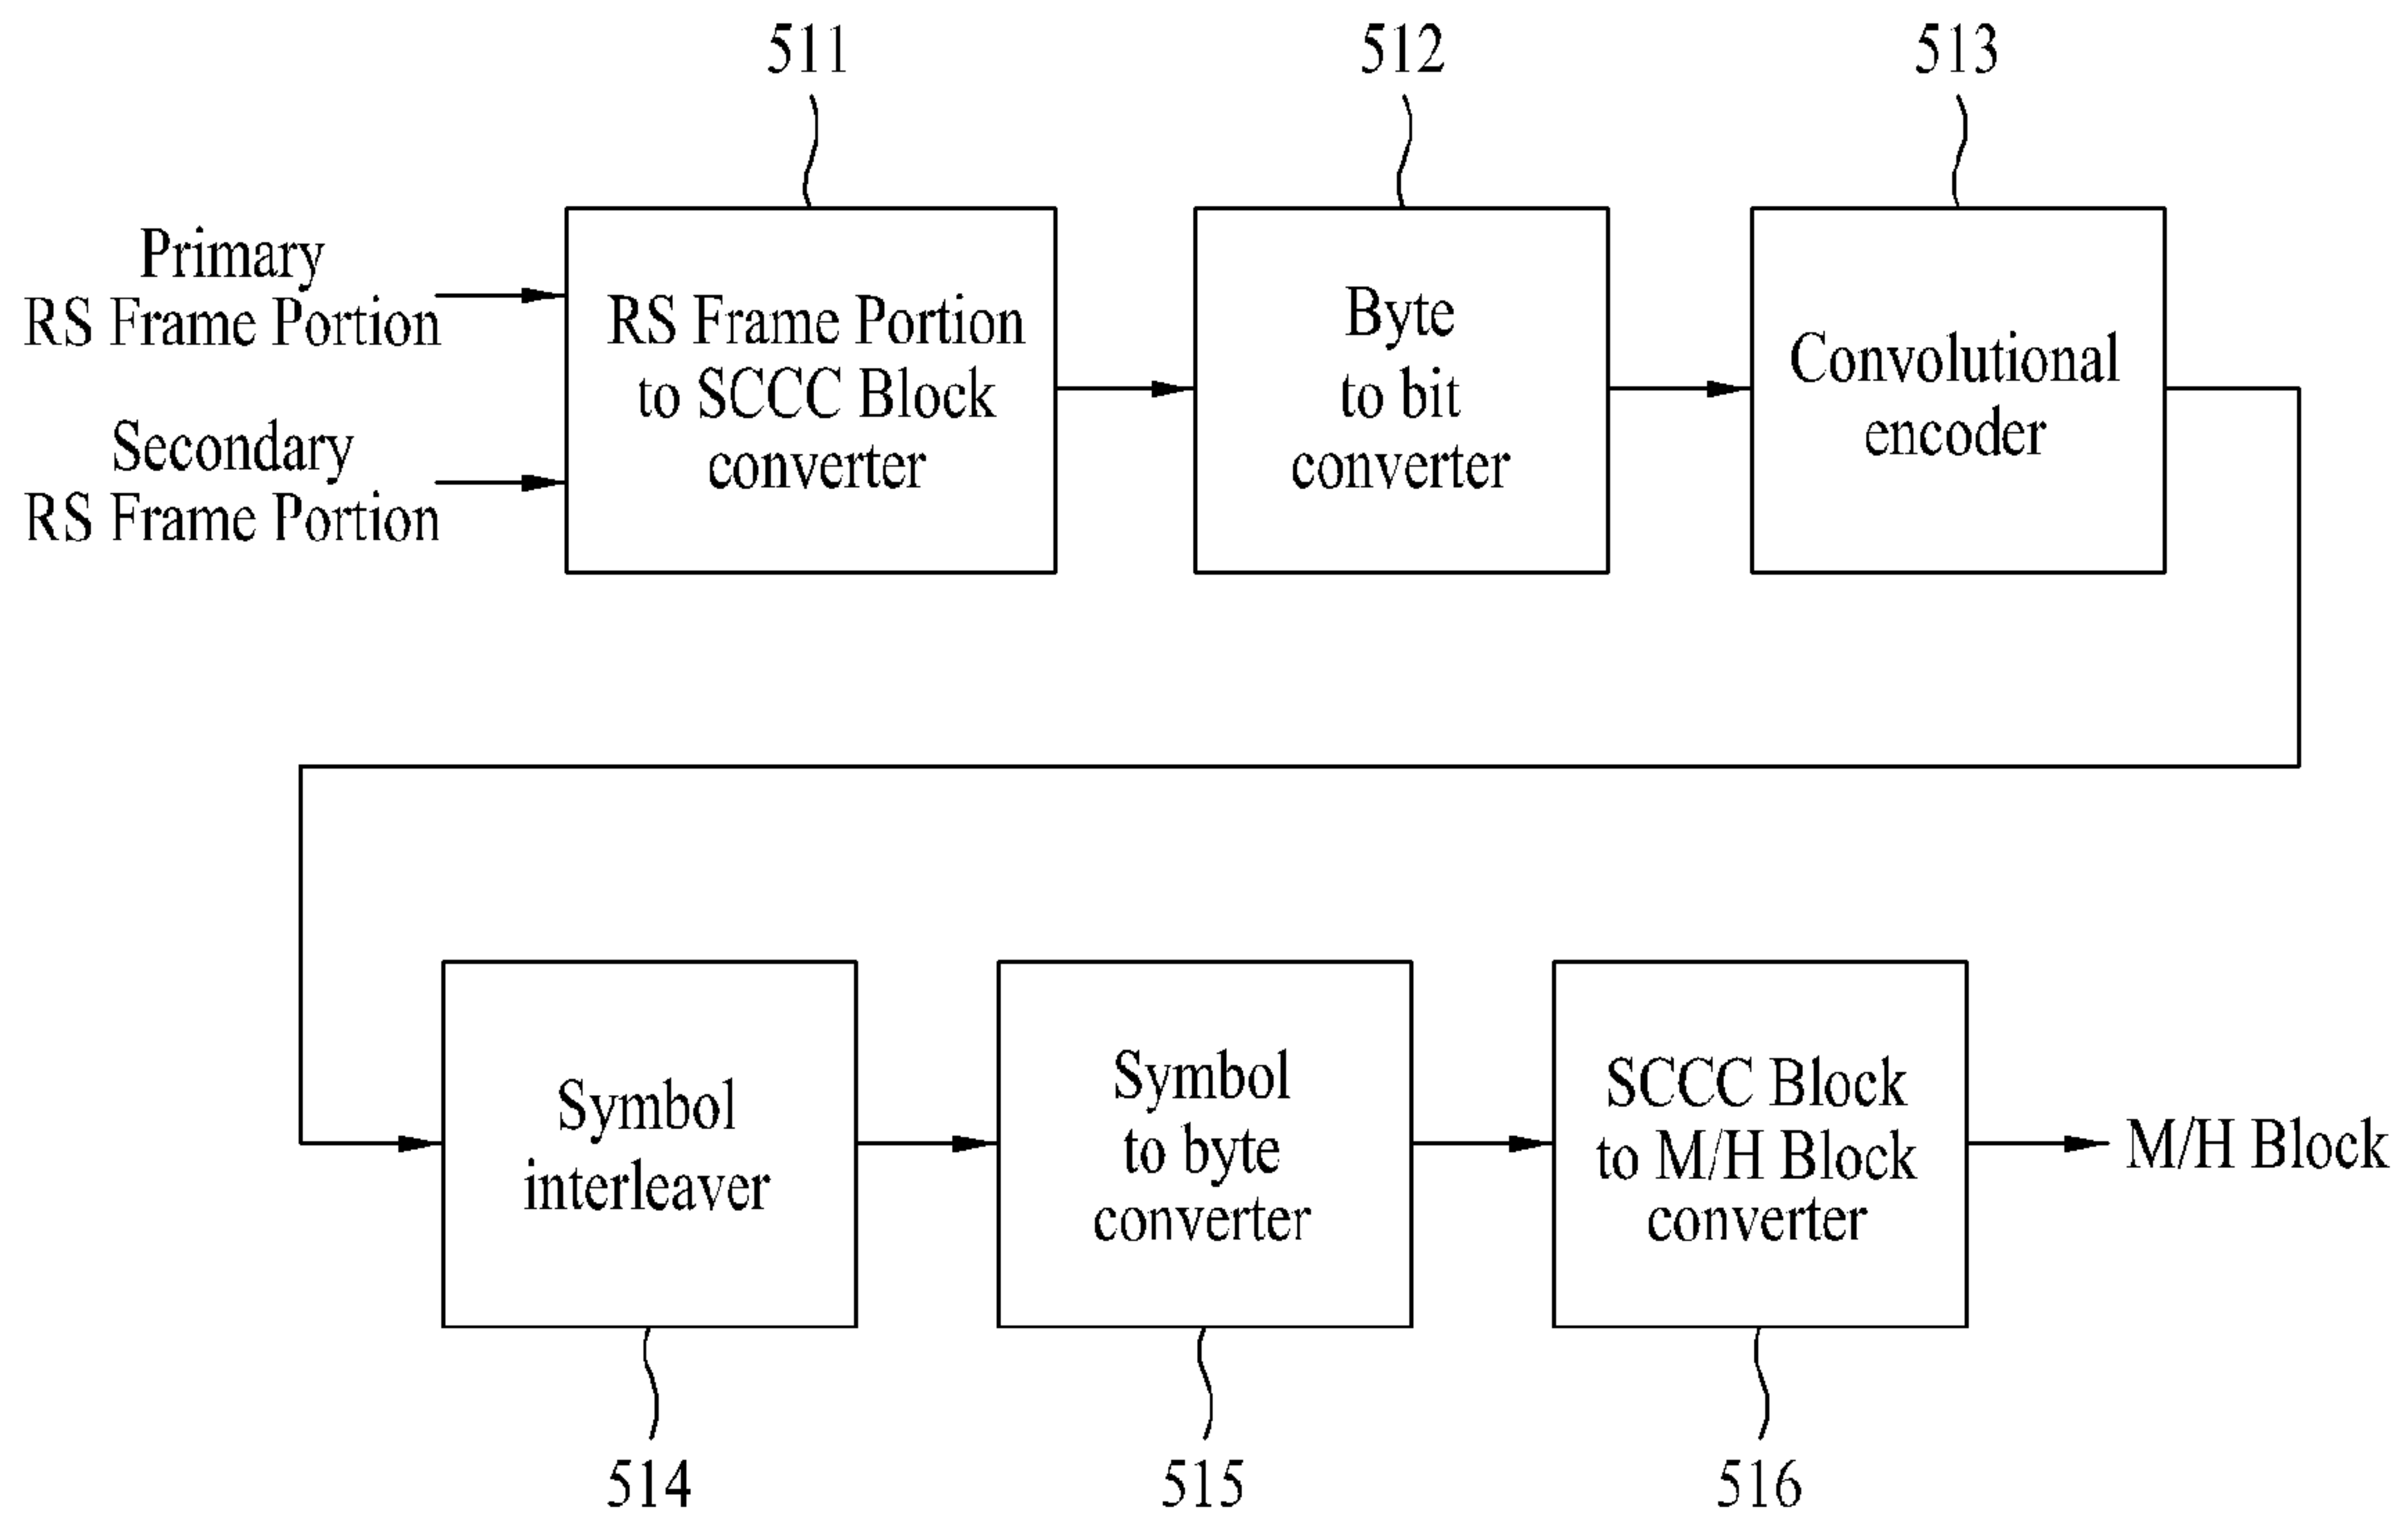 511
512
513
Primary
RS Frame Portion
Secondary
RS Frame Portion
RS Frame Portion
to SCCC Block
converter
Byte
to bit
converter
Convolutional
encoder
Symbol
interleaver
Symbol
to byte
converter
SCCC Block
to M/H Block
converter
M/H Block
514
515
516